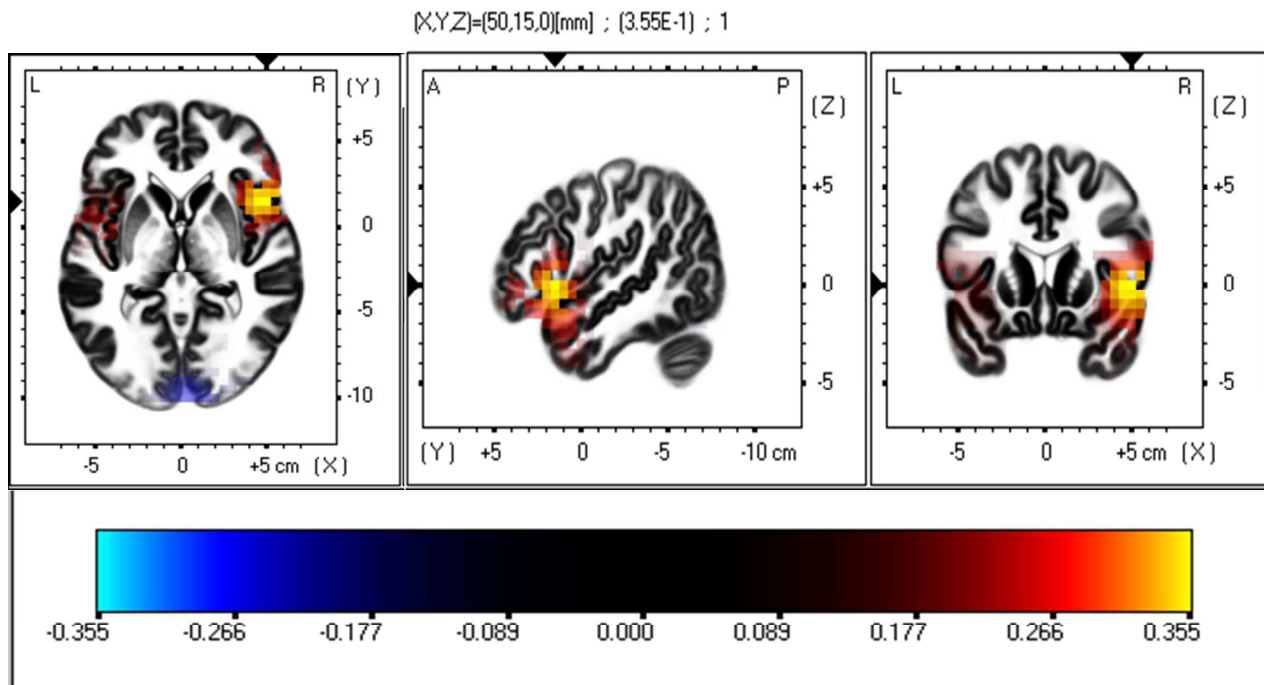 (X,Y,Z)=(50,15,0)[mm] ; (3.55E-1) ; 1
L R (Y)
+5
0
-5
-10
-5 0 +5 cm (X)
A P (Z)
+5
0
-5
(Y) +5 0 -5 -10 cm
L R (Z)
+5
0
-5
-5 0 +5 cm (X)
-0.355 -0.266 -0.177 -0.089 0.000 0.089 0.177 0.266 0.355